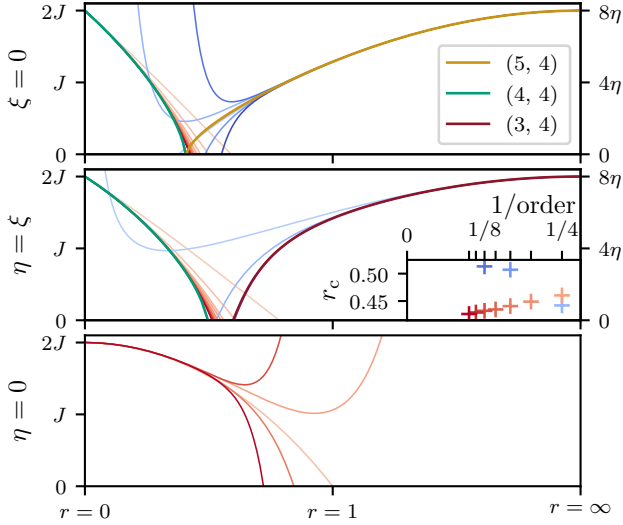 2J
J
0
ξ = 0
8η
4η
0
(5, 4)
(4, 4)
(3, 4)
2J
J
0
η = ξ
8η
4η
0
1/order
0
1/8
1/4
0.50
0.45
r_c
2J
J
0
η = 0
r = 0
r = 1
r = ∞